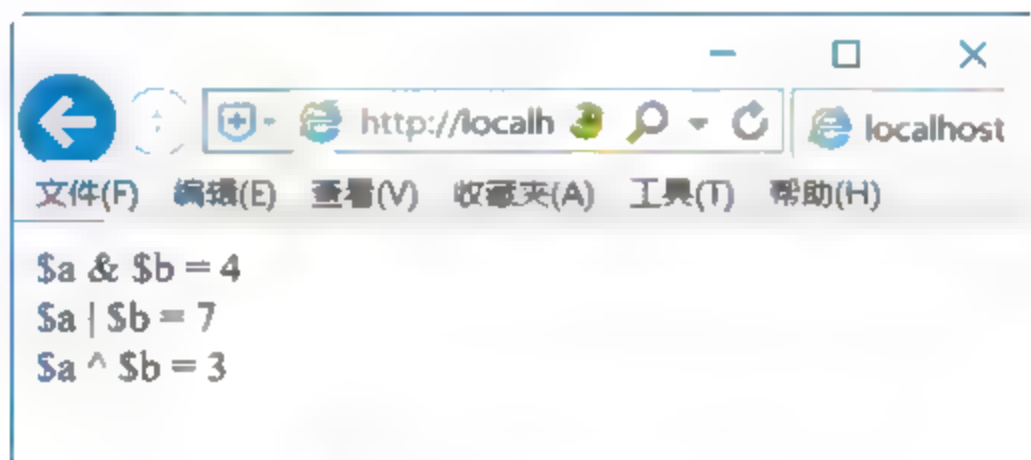 http://localh
localhost
文件(F) 编辑(E) 查看(V) 收藏夹(A) 工具(T) 帮助(H)
$a & $b = 4
$a | $b = 7
$a ^ $b = 3